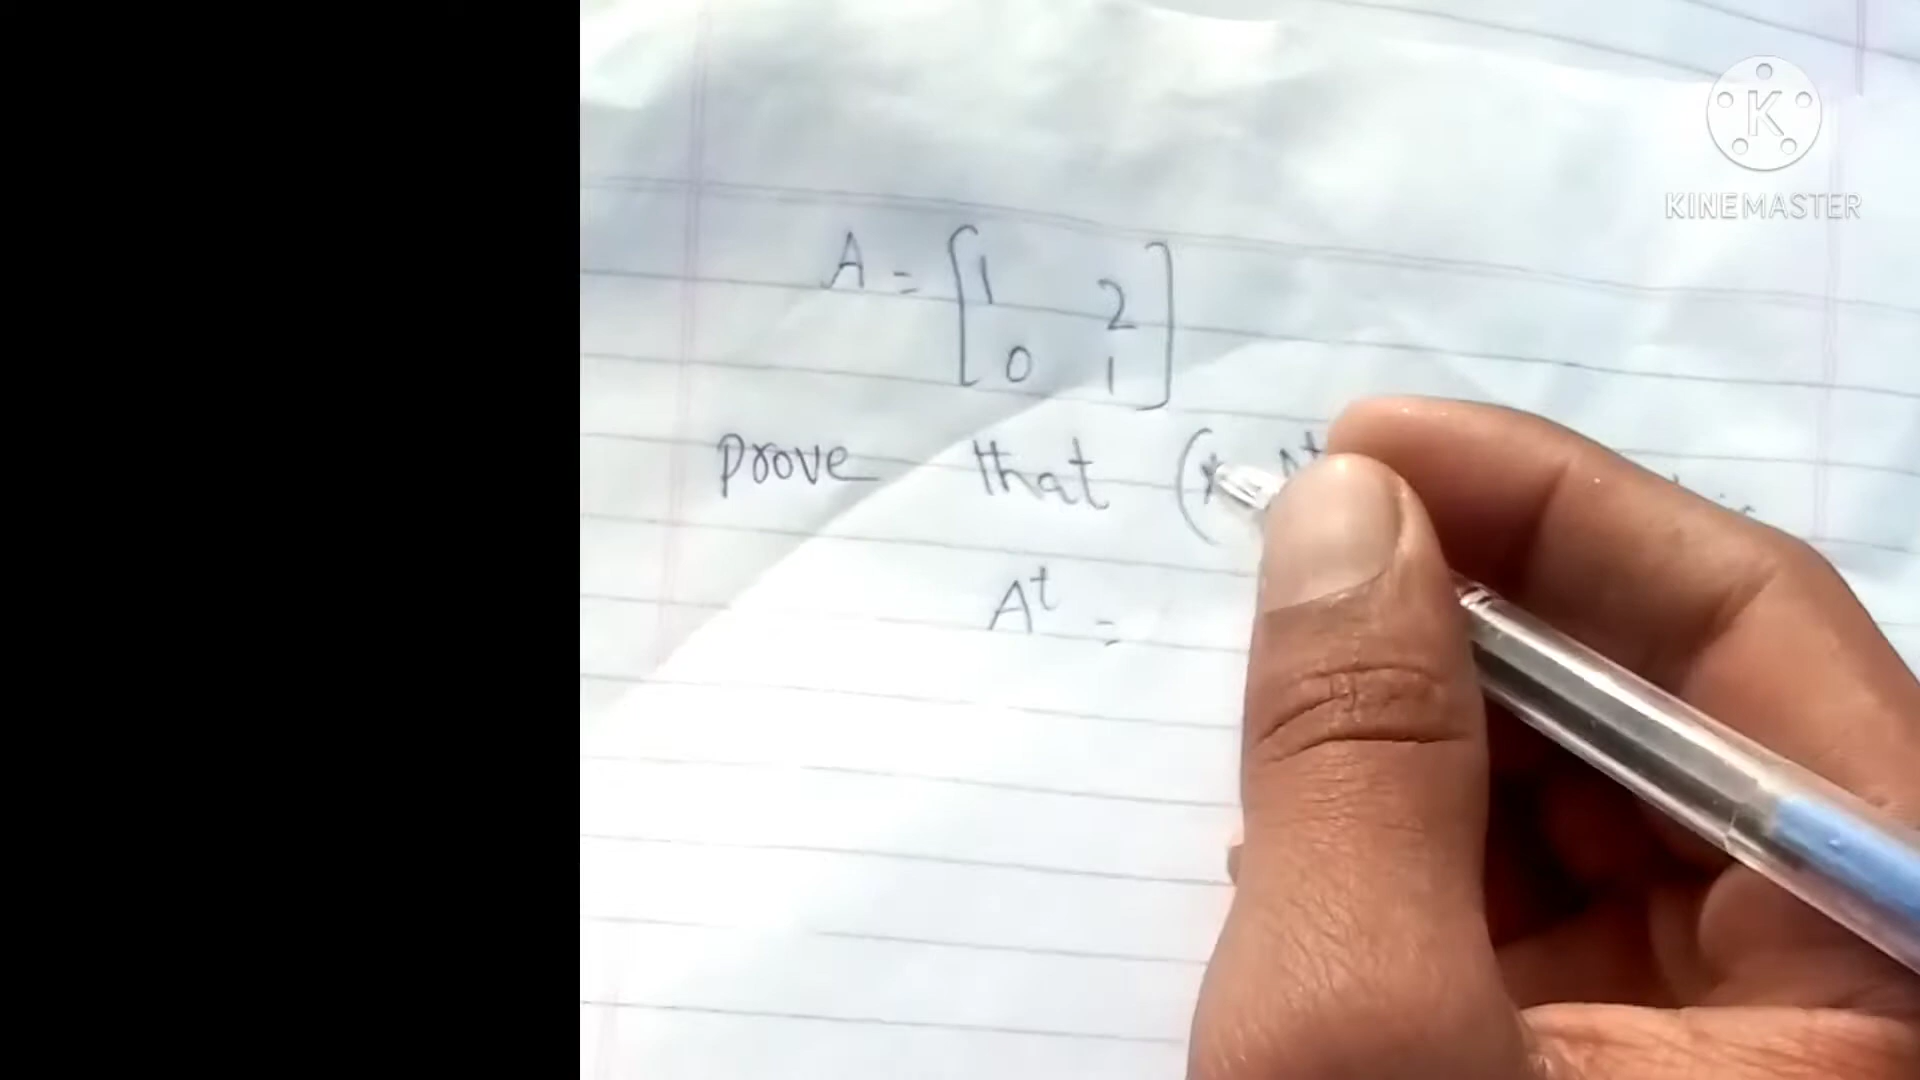 KINEMASTER
A = [1 2
0 1]
prove that (
A^t =